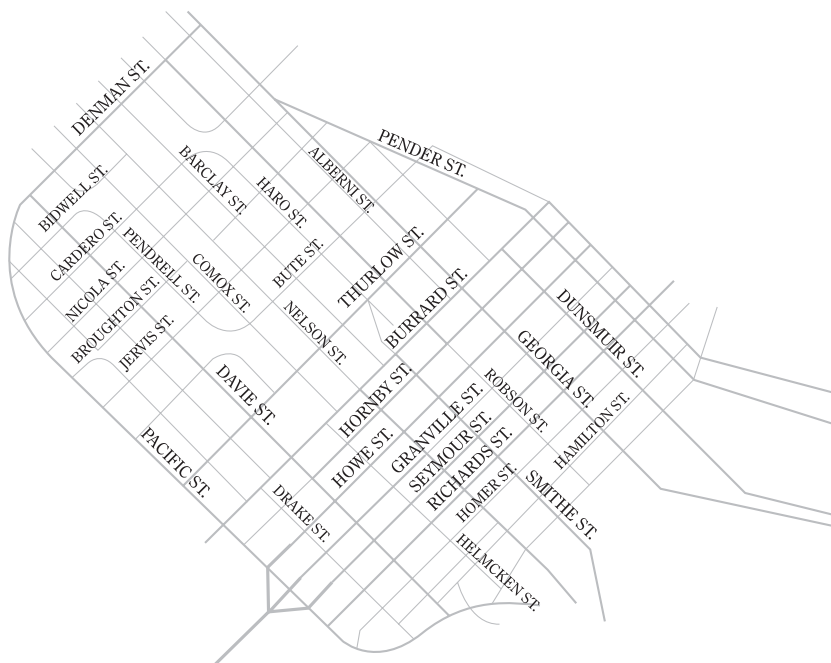 DENMAN ST.
PENDER ST.
BARCLAY ST.
ALBERNI ST.
BIDWELL ST.
HARO ST.
CARDERO ST.
PENDRELL ST.
COMOX ST.
BUTE ST.
THURLOW ST.
NICOLA ST.
BROUGHTON ST.
JERVIS ST.
NELSON ST.
BURRARD ST.
DUNSMUIR ST.
GEORGIA ST.
DAVIE ST.
HORNBY ST.
ROBSON ST.
GRANVILLE ST.
HAMILTON ST.
PACIFIC ST.
HOWE ST.
SEYMOUR ST.
RICHARDS ST.
HOMER ST.
SMITHE ST.
DRAKE ST.
HELMCKEN ST.